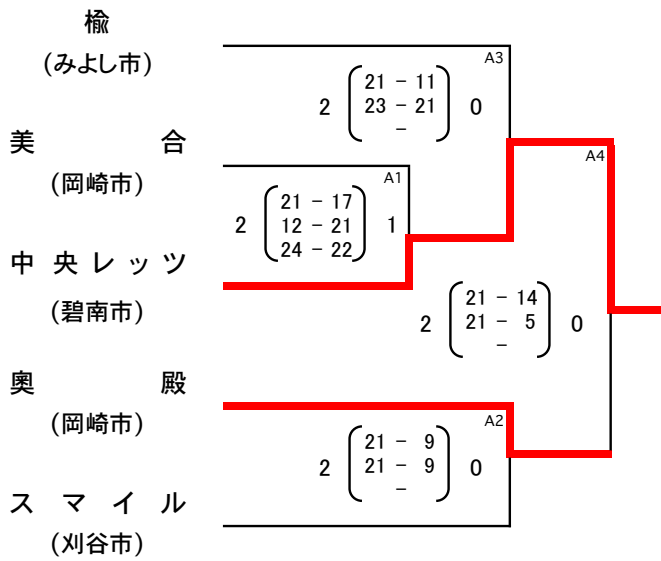 楡
(みよし市)
A3
2 21 - 11 0
23 - 21
-
美 合
(岡崎市)
A4
A1
2 21 - 17 1
12 - 21
24 - 22
中央レッツ
(碧南市)
2 21 - 14 0
21 - 5
-
奥 殿
(岡崎市)
A2
2 21 - 9 0
21 - 9
-
スマイル
(刈谷市)